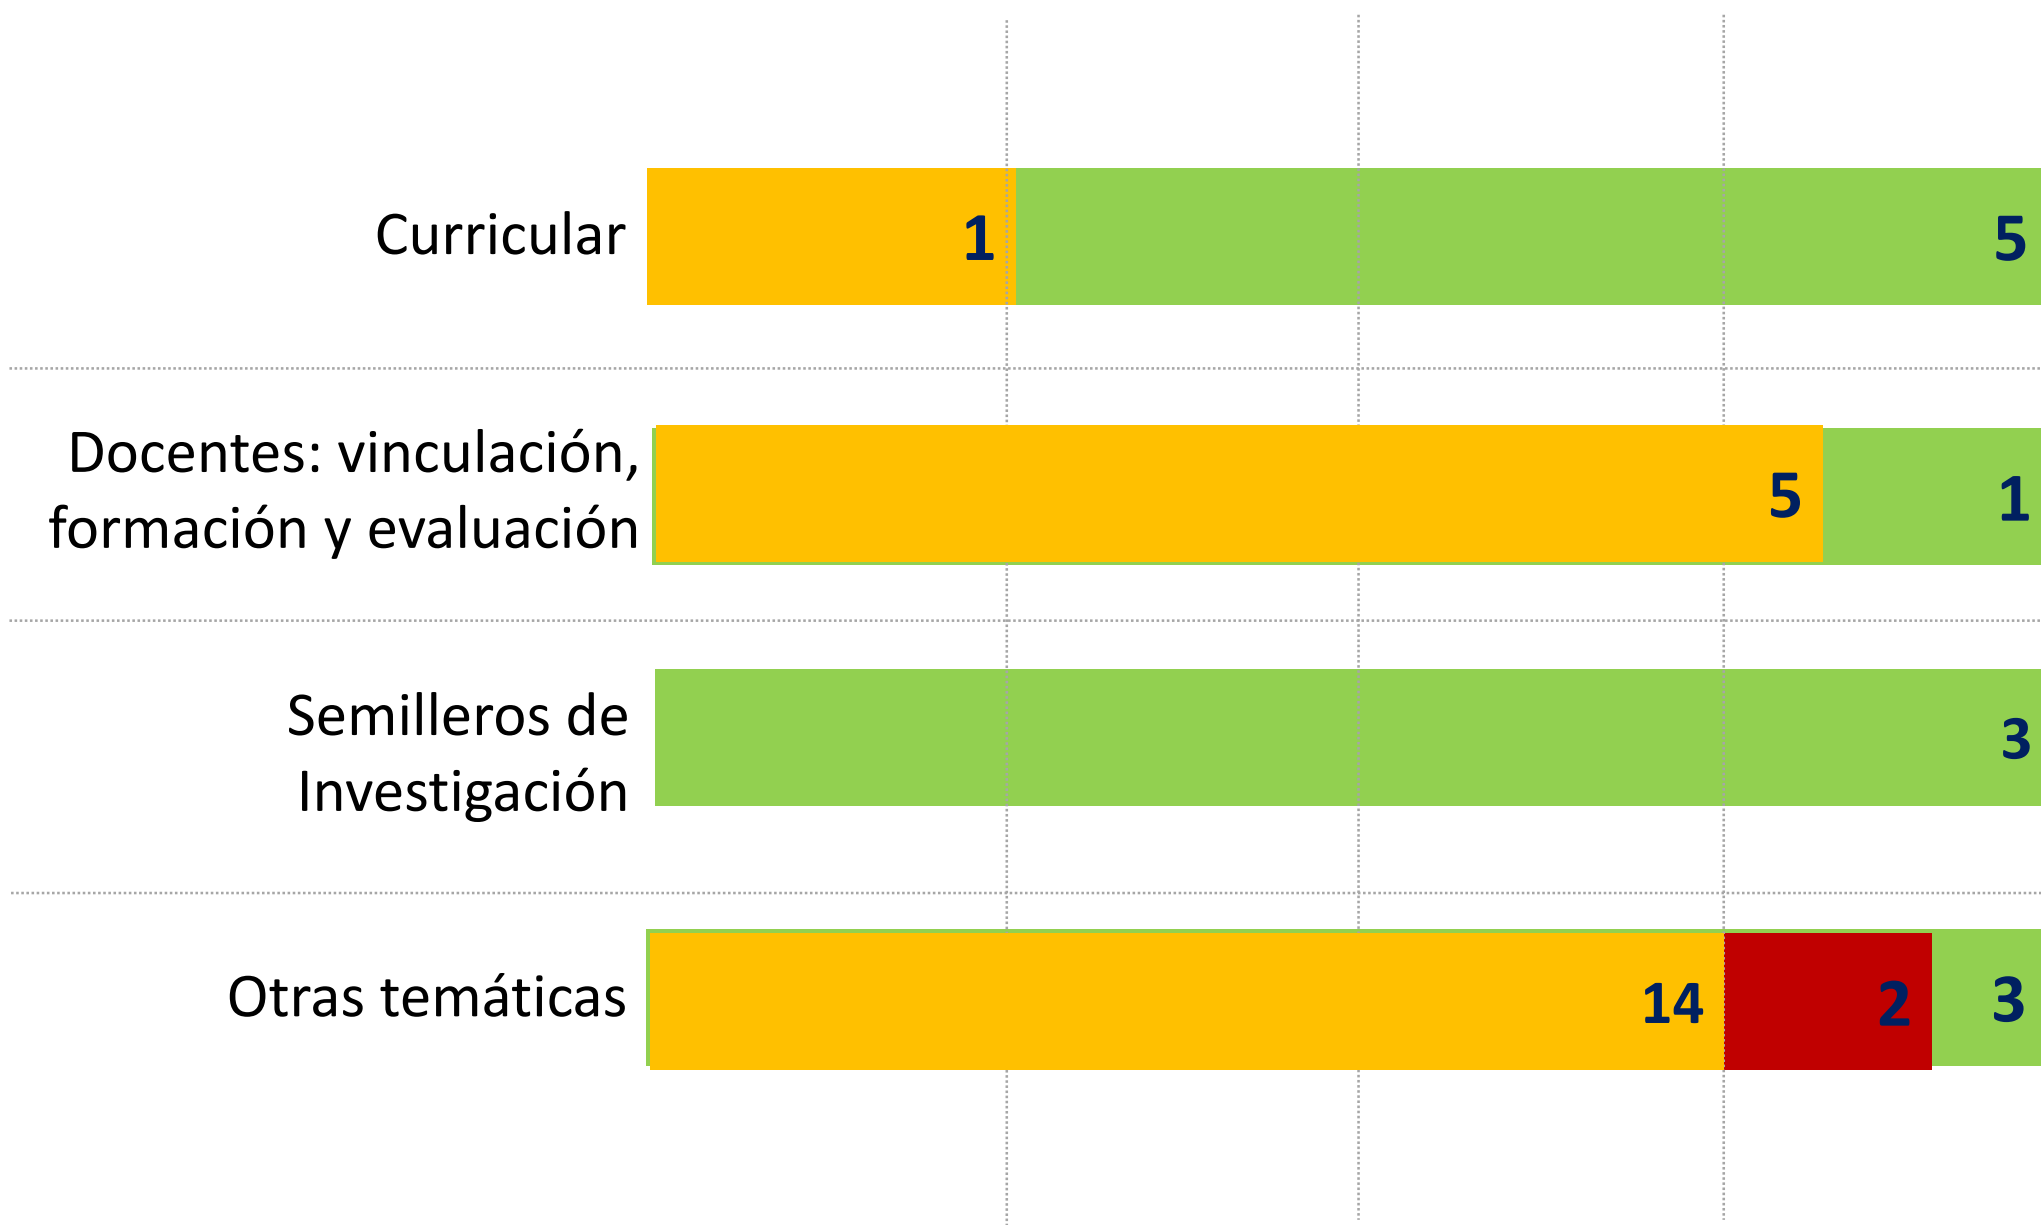 Curricular
1
5
Docentes: vinculación,
formación y evaluación
5
1
Semilleros de
Investigación
3
Otras temáticas
14
2
3